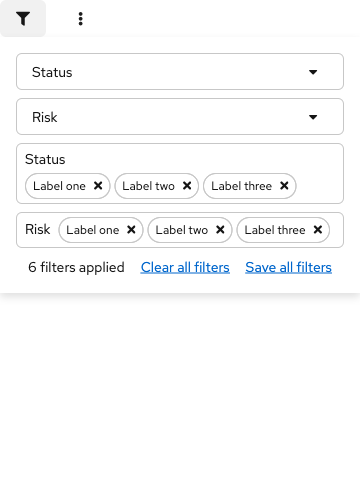 Status
Risk
Status
Label one Label two Label three
Risk Label one Label two Label three
6 filters applied Clear all filters Save all filters